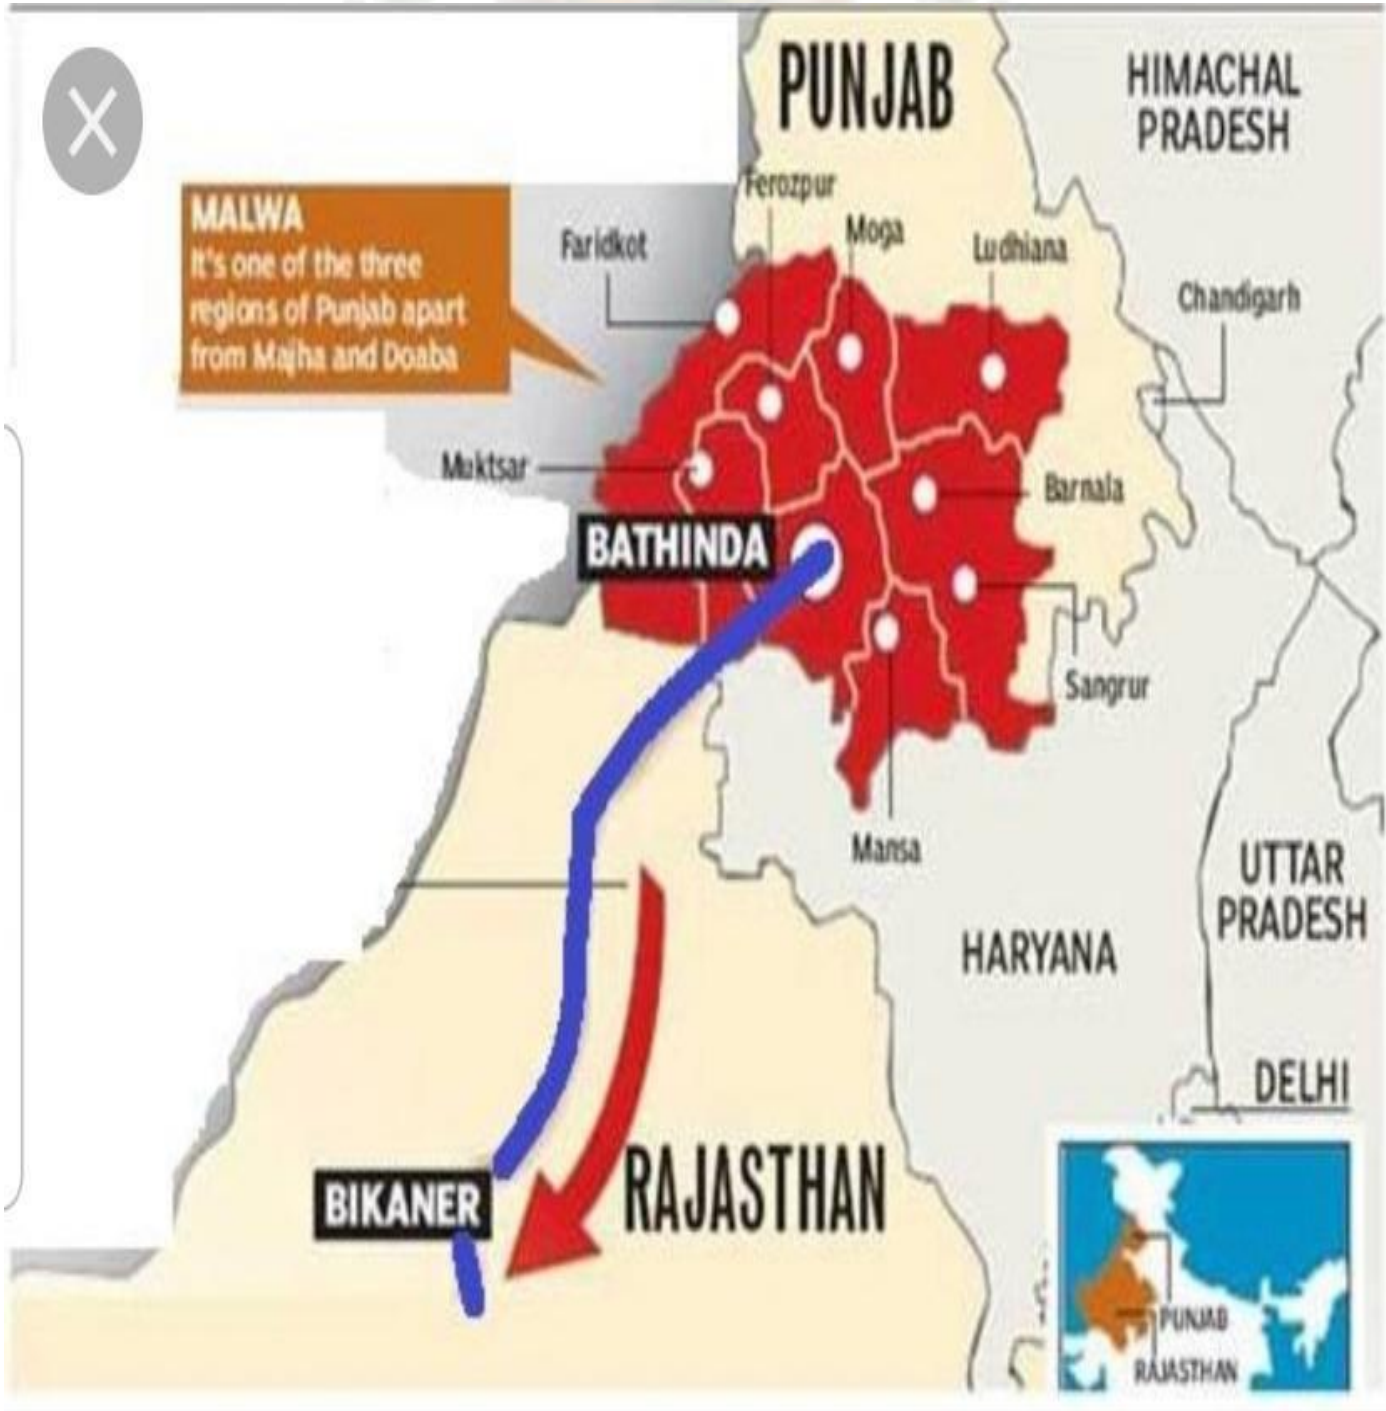 PUNJAB
HIMACHAL
PRADESH
Ferozpur
MALWA
It's one of the three
regions of Punjab apart
from Majha and Doaba
Faridkot
Moga
Ludhiana
Chandigarh
Muktsar
Barnala
BATHINDA
Sangrur
Mansa
UTTAR
PRADESH
HARYANA
DELHI
RAJASTHAN
BIKANER
PUNJAB
RAJASTHAN